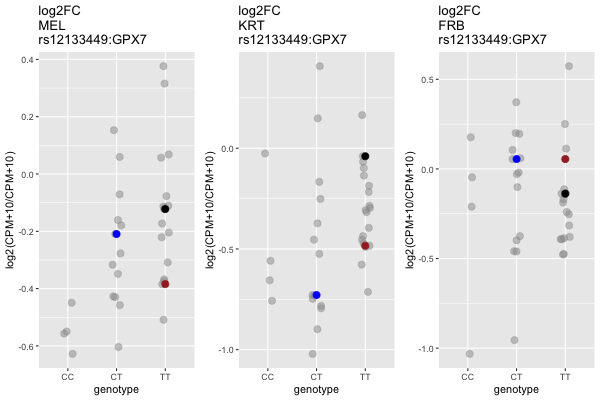 log2FC
MEL
rs12133449:GPX7
log2(CPM+10/CPM+10 )
0.4
0.2
0.0
-0.2
-0.4
-0.6
CC
CT
TT
genotype
log2FC
KRT
rs12133449:GPX7
log2(CPM+10/CPM+10 )
0.0
-0.5
-1.0
CC
CT
TT
genotype
log2FC
FRB
rs12133449:GPX7
log2(CPM+10/CPM+10 )
0.5
0.0
-0.5
-1.0
CC
CT
TT
genotype